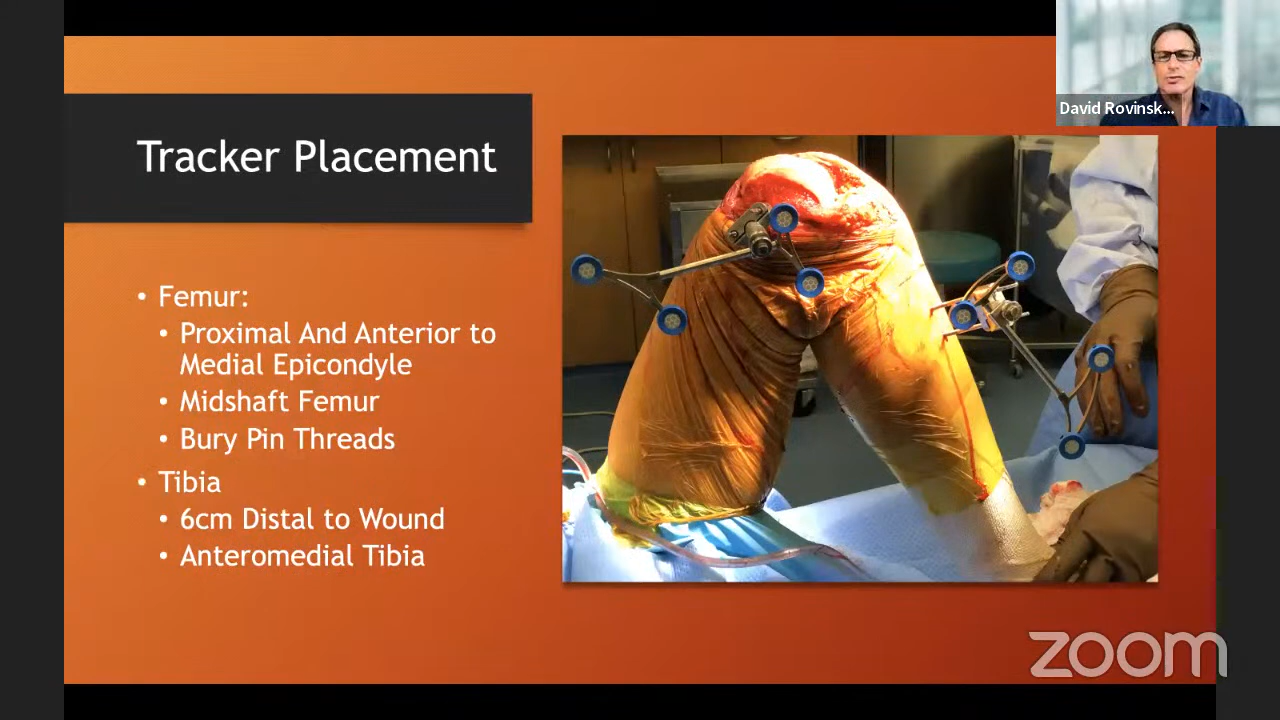 David Rovinsk...
Tracker Placement
• Femur:
• Proximal And Anterior to
Medial Epicondyle
• Midshaft Femur
• Bury Pin Threads
• Tibia
• 6cm Distal to Wound
• Anteromedial Tibia
zoom